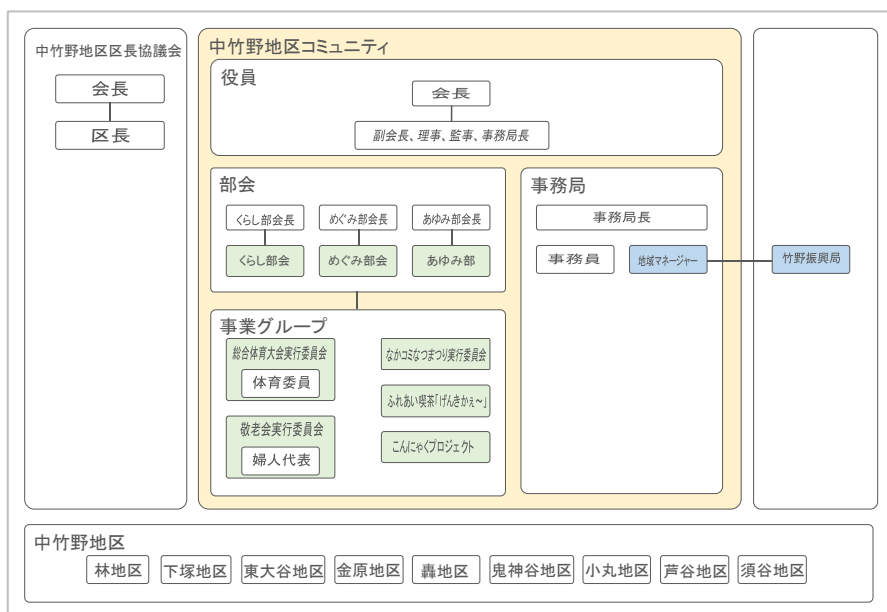 中竹野地区区長協議会
会長
区長
中竹野地区コミュニティ
役員
会長
副会長、理事、監事、事務局長
部会
くらし部会長
めぐみ部会長
あゆみ部会長
くらし部会
めぐみ部会
あゆみ部
事業グループ
総合体育大会実行委員会
体育委員
敬老会実行委員会
婦人代表
なかコミなつまつり実行委員会
ふれあい喫茶「げんきかぇ〜」
こんにゃくプロジェクト
事務局
事務局長
事務員
地域マネージャー
竹野振興局
中竹野地区
林地区
下塚地区
東大谷地区
金原地区
轟地区
鬼神谷地区
小丸地区
芦谷地区
須谷地区